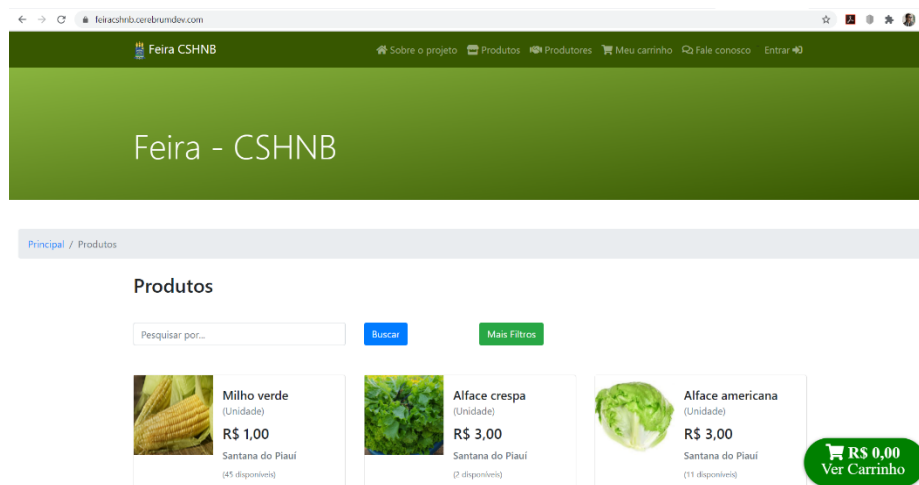 feiracshnb.cerebrumdev.com
Feira CSHNB
Sobre o projeto Produtos Produtores Meu carrinho Fale conosco Entrar
Feira - CSHNB
Principal / Produtos
Produtos
Pesquisar por...
Buscar
Mais Filtros
Milho verde
(Unidade)
R$ 1,00
Santana do Piauí
(45 disponíveis)
Alface crespa
(Unidade)
R$ 3,00
Santana do Piauí
(2 disponíveis)
Alface americana
(Unidade)
R$ 3,00
Santana do Piauí
(11 disponíveis)
R$ 0,00
Ver Carrinho